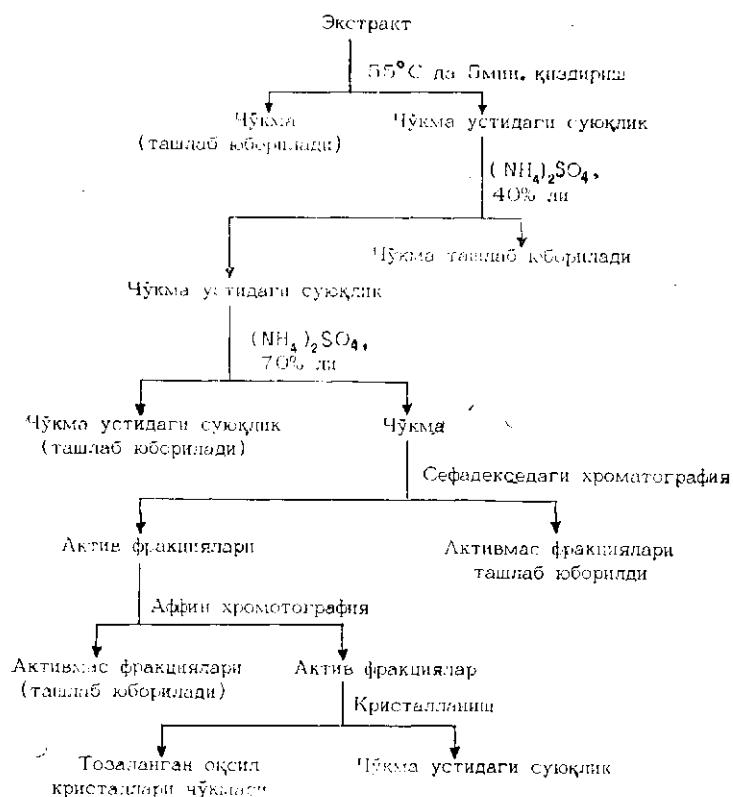 Экстракт
55°C да 5мин. қиздириш
Чўкма
(ташлаб юборилади)
Чўкма устидаги суюқлик
(NH₄)₂SO₄,
40% ли
Чўкма ташлаб юборилади
Чўкма устидаги суюқлик
(NH₄)₂SO₄,
70% ли
Чўкма устидаги суюқлик
(ташлаб юборилади)
Чўкма
Сефадексдаги хроматография
Актив фракциялари
Активмас фракциялари
ташлаб юборилди
Аффин хромотография
Активмас фракциялари
(ташлаб юборилади)
Актив фракциялар
Кристалланиш
Тозаланган оқсил
кристаллари чўкмаси
Чўкма устидаги суюқлик